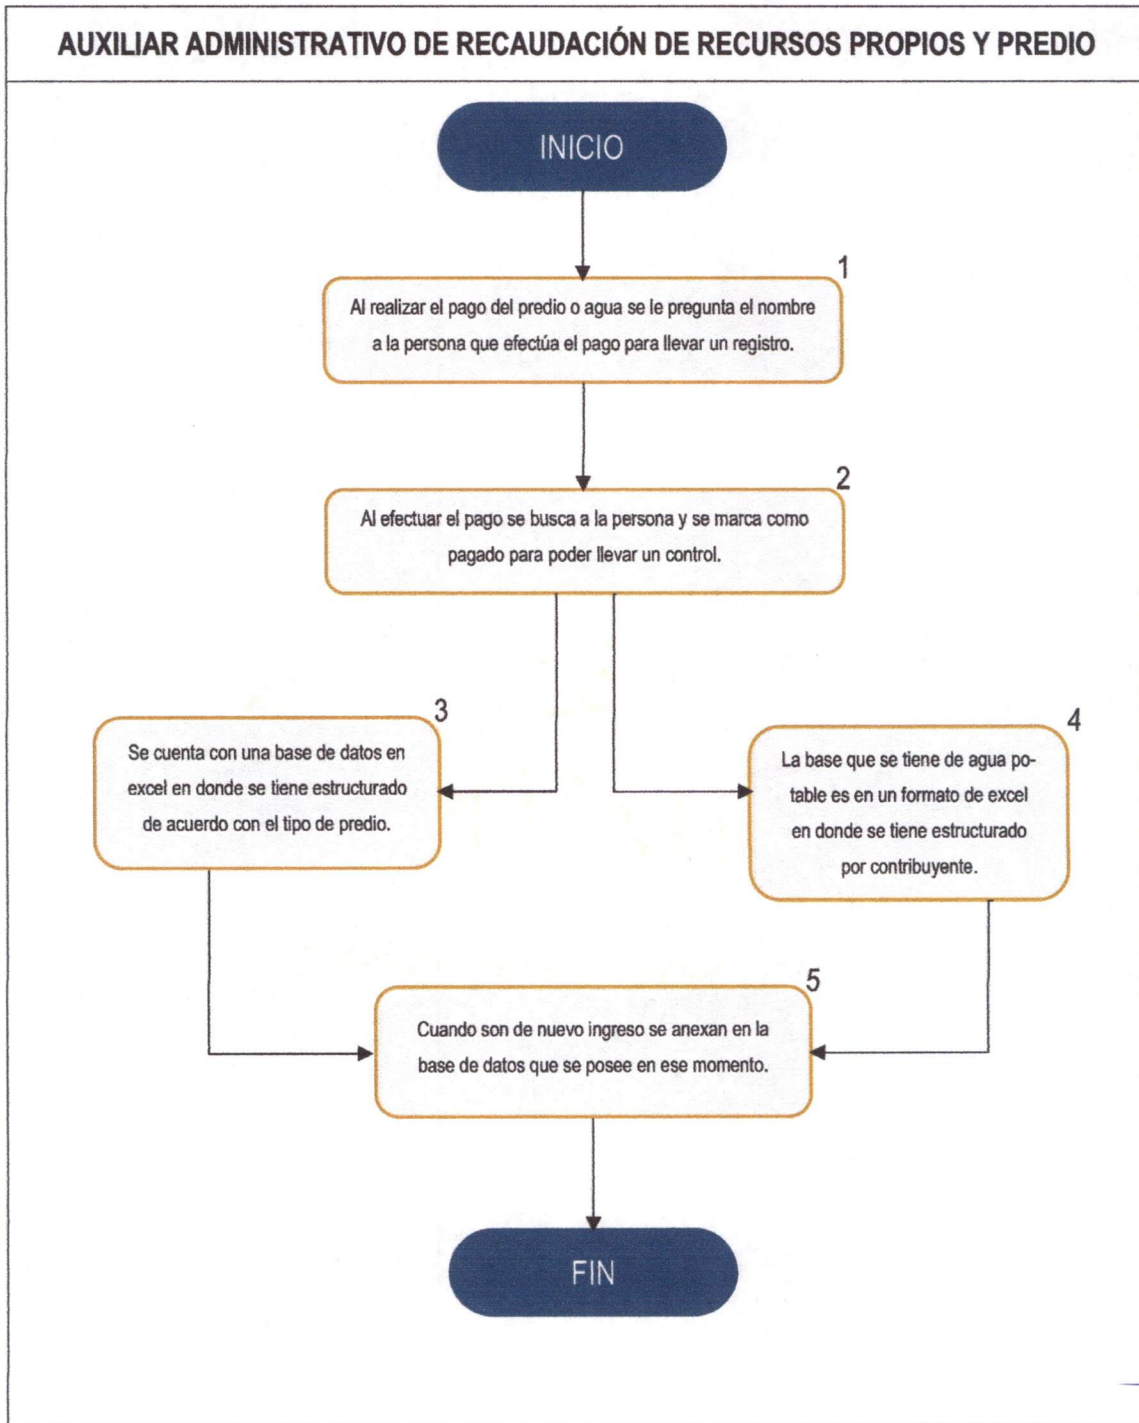 AUXILIAR ADMINISTRATIVO DE RECAUDACIÓN DE RECURSOS PROPIOS Y PREDIO
INICIO
1
Al realizar el pago del predio o agua se le pregunta el nombre
a la persona que efectúa el pago para llevar un registro.
2
Al efectuar el pago se busca a la persona y se marca como
pagado para poder llevar un control.
3
Se cuenta con una base de datos en
excel en donde se tiene estructurado
de acuerdo con el tipo de predio.
4
La base que se tiene de agua po-
table es en un formato de excel
en donde se tiene estructurado
por contribuyente.
5
Cuando son de nuevo ingreso se anexan en la
base de datos que se posee en ese momento.
FIN